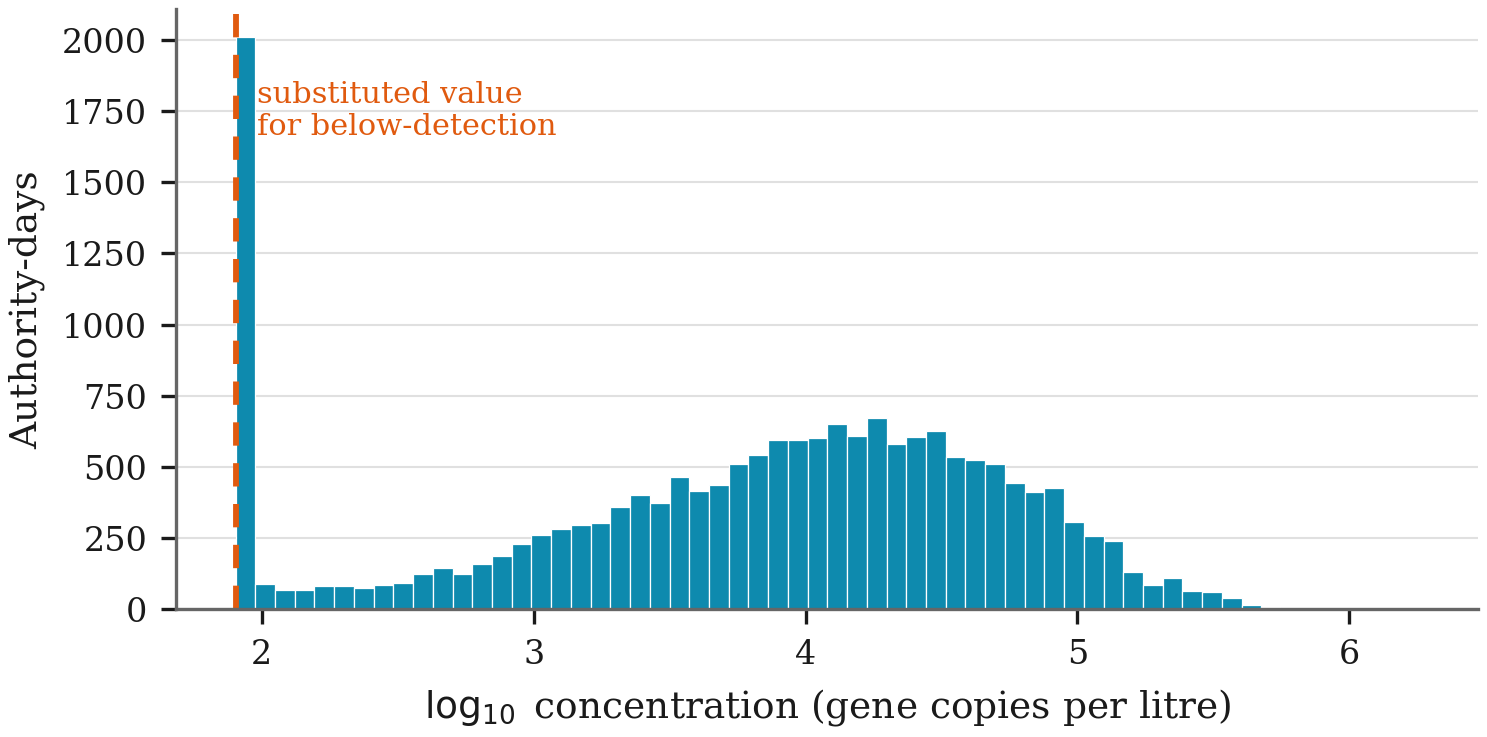 2000
1750
1500
1250
1000
750
500
250
0
Authority-days
substituted value
for below-detection
2 3 4 5 6
log₁₀ concentration (gene copies per litre)